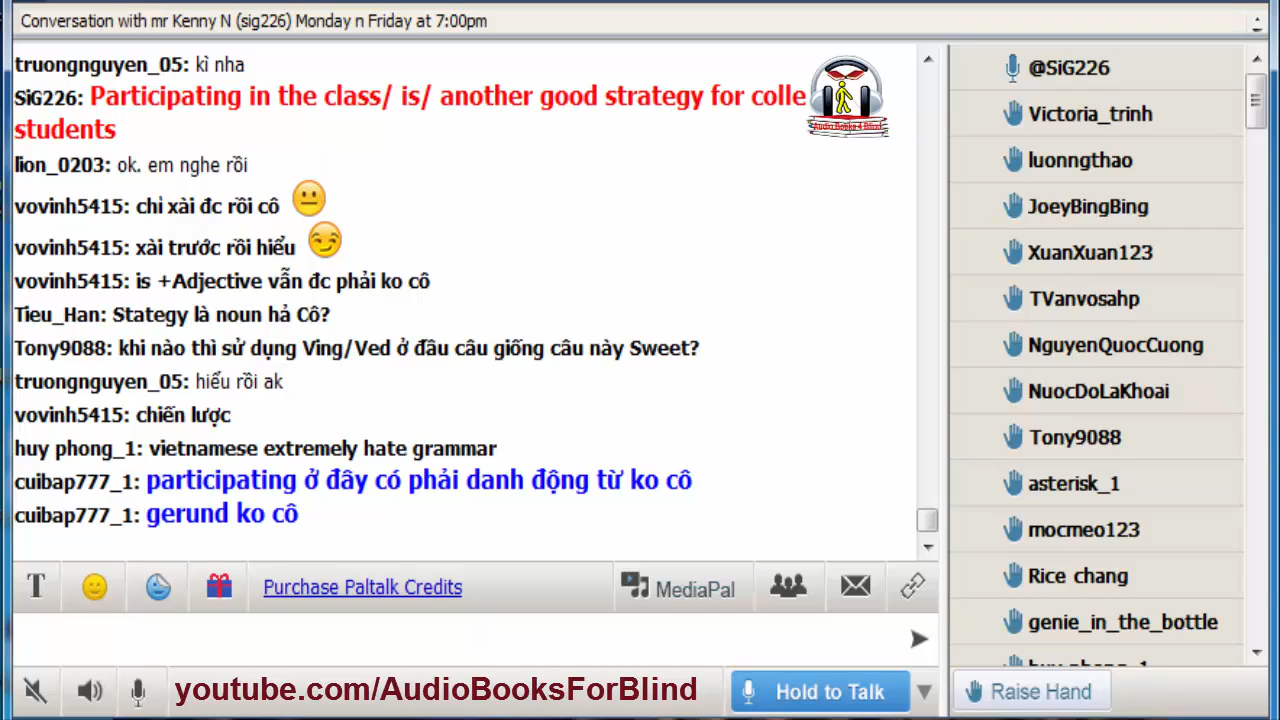 Conversation with mr Kenny N (sig226) Monday n Friday at 7:00pm
truongnguyen_05: kì nha
SiG226: Participating in the class/ is/ another good strategy for colle
students
lion_0203: ok. em nghe rồi
vovinh5415: chỉ xài đc rồi cô
vovinh5415: xài trước rồi hiểu
vovinh5415: is +Adjective vẫn đc phải ko cô
Tieu_Han: Stategy là noun hả Cô?
Tony9088: khi nào thì sử dụng Ving/Ved ở đầu câu giống câu này Sweet?
truongnguyen_05: hiểu rồi ak
vovinh5415: chiến lược
huy phong_1: vietnamese extremely hate grammar
cuibap777_1: participating ở đây có phải danh động từ ko cô
cuibap777_1: gerund ko cô
Audio Books 4 Blind
@SiG226
Victoria_trinh
luonngthao
JoeyBingBing
XuanXuan123
TVanvosahp
NguyenQuocCuong
NuocDoLaKhoai
Tony9088
asterisk_1
mocmeo123
Rice chang
genie_in_the_bottle
huy phong_1
T
Purchase Paltalk Credits
MediaPal
youtube.com/AudioBooksForBlind
Hold to Talk
Raise Hand